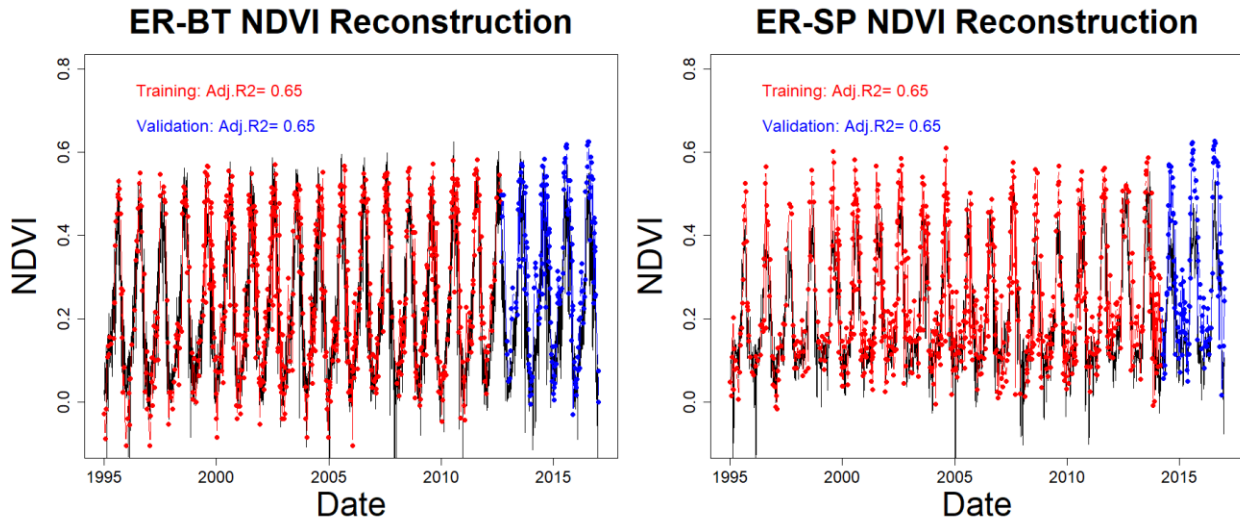 ER-BT NDVI Reconstruction
Training: Adj.R2= 0.65
Validation: Adj.R2= 0.65
NDVI
0.8
0.6
0.4
0.2
0.0
1995
2000
2005
2010
2015
Date
ER-SP NDVI Reconstruction
Training: Adj.R2= 0.65
Validation: Adj.R2= 0.65
NDVI
0.8
0.6
0.4
0.2
0.0
1995
2000
2005
2010
2015
Date